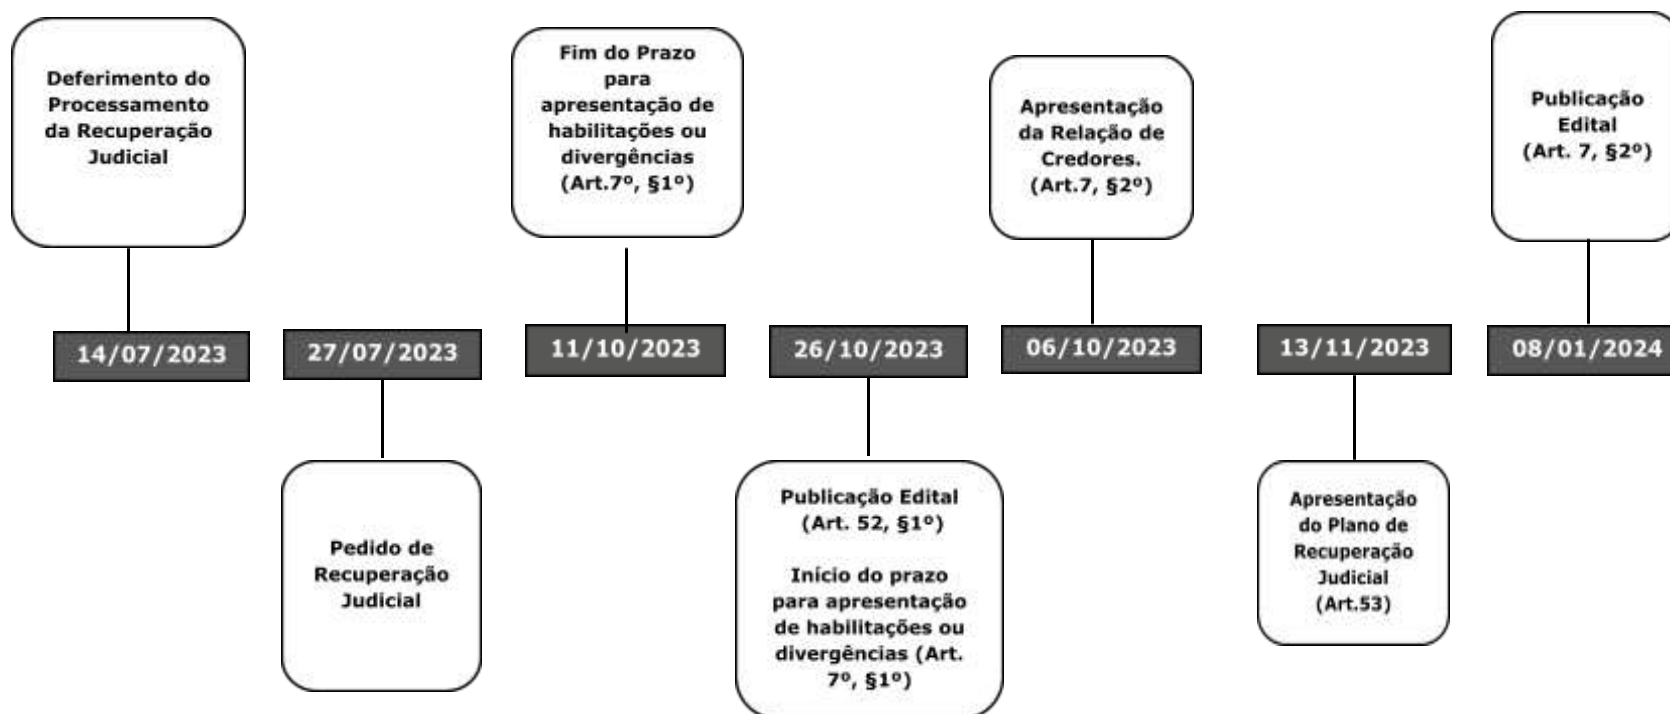 Deferimento do
Processamento
da Recuperação
Judicial
Fim do Prazo
para
apresentação de
habilitações ou
divergências
(Art.7º, §1º)
Apresentação
da Relação de
Credores.
(Art.7, §2º)
Publicação
Edital
(Art. 7, §2º)
14/07/2023
27/07/2023
11/10/2023
26/10/2023
06/10/2023
13/11/2023
08/01/2024
Pedido de
Recuperação
Judicial
Publicação Edital
(Art. 52, §1º)
Início do prazo
para apresentação
de habilitações ou
divergências (Art.
7º, §1º)
Apresentação
do Plano de
Recuperação
Judicial
(Art.53)